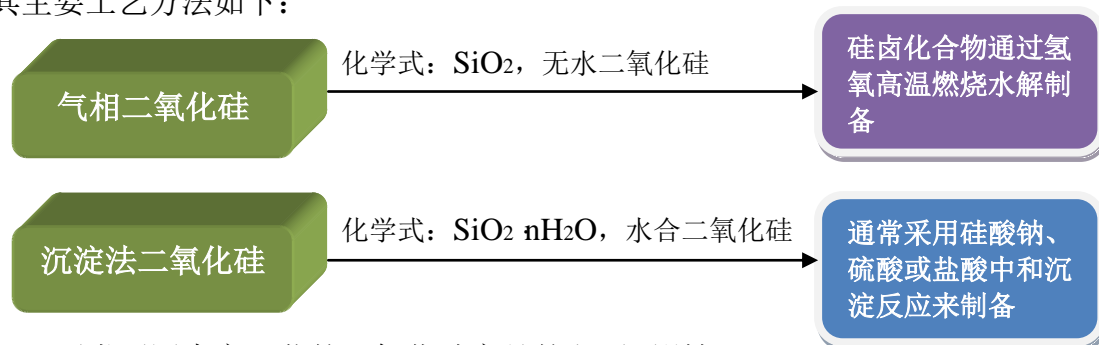 其主要工艺方法如下：
气相二氧化硅
化学式：SiO2，无水二氧化硅
硅卤化合物通过氢
氧高温燃烧水解制
备
沉淀法二氧化硅
化学式：SiO2·nH2O，水合二氧化硅
通常采用硅酸钠、
硫酸或盐酸中和沉
淀反应来制备